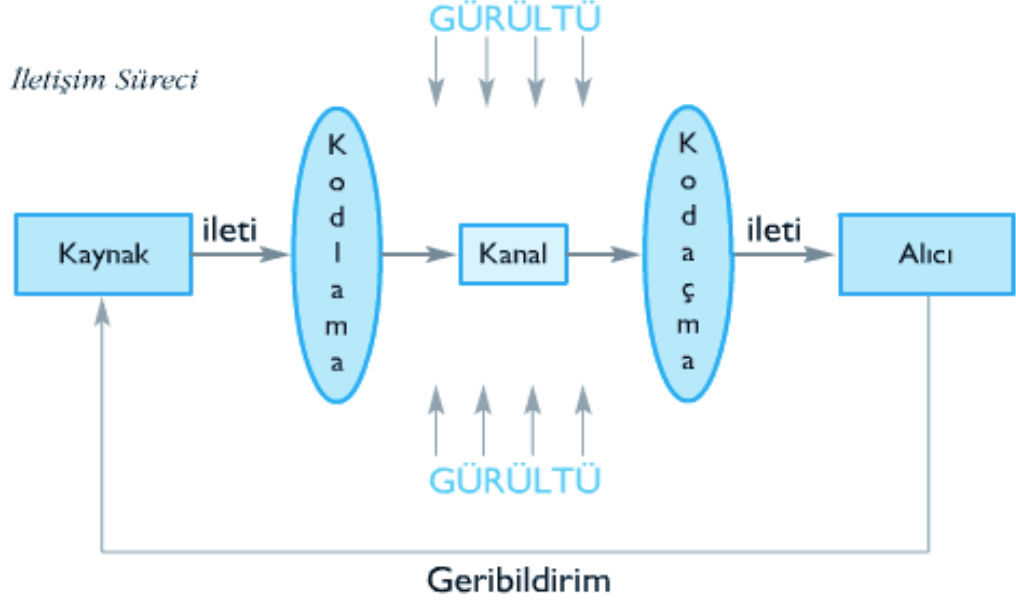 GÜRÜLTÜ
İletişim Süreci
Kaynak
ileti
Kodlama
Kanal
Kodaçma
ileti
Alıcı
GÜRÜLTÜ
Geribildirim